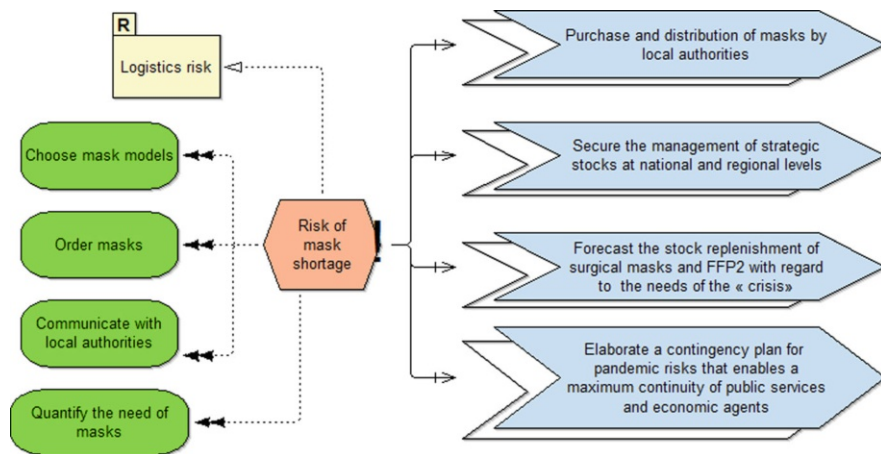 R
Logistics risk
Choose mask models
Order masks
Communicate with
local authorities
Quantify the need of
masks
Risk of
mask
shortage
!
Purchase and distribution of masks by
local authorities
Secure the management of strategic
stocks at national and regional levels
Forecast the stock replenishment of
surgical masks and FFP2 with regard
to the needs of the « crisis»
Elaborate a contingency plan for
pandemic risks that enables a
maximum continuity of public services
and economic agents